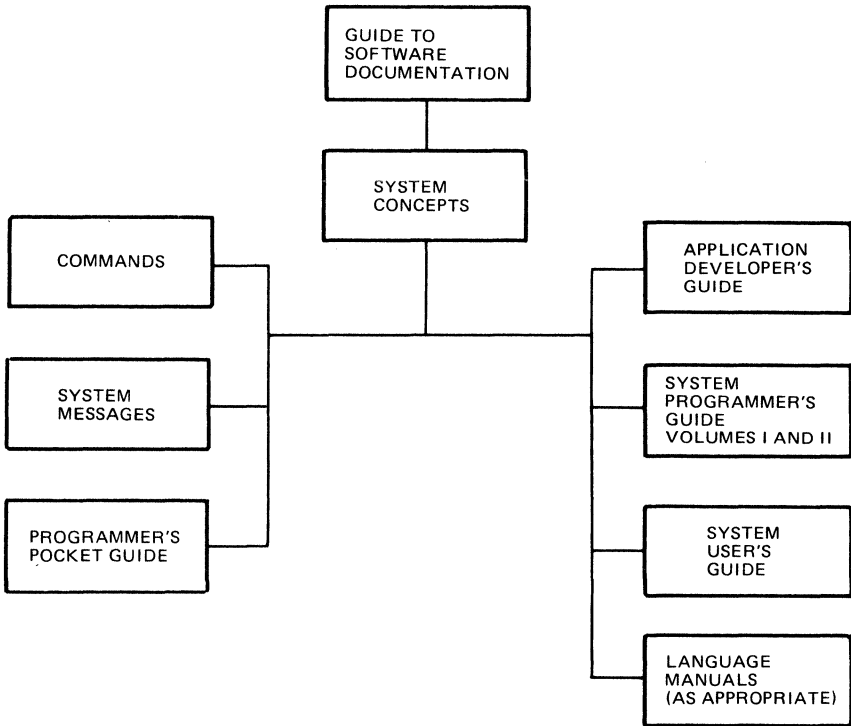 GUIDE TO
SOFTWARE
DOCUMENTATION
SYSTEM
CONCEPTS
COMMANDS
SYSTEM
MESSAGES
PROGRAMMER'S
POCKET GUIDE
APPLICATION
DEVELOPER'S
GUIDE
SYSTEM
PROGRAMMER'S
GUIDE
VOLUMES I AND II
SYSTEM
USER'S
GUIDE
LANGUAGE
MANUALS
(AS APPROPRIATE)